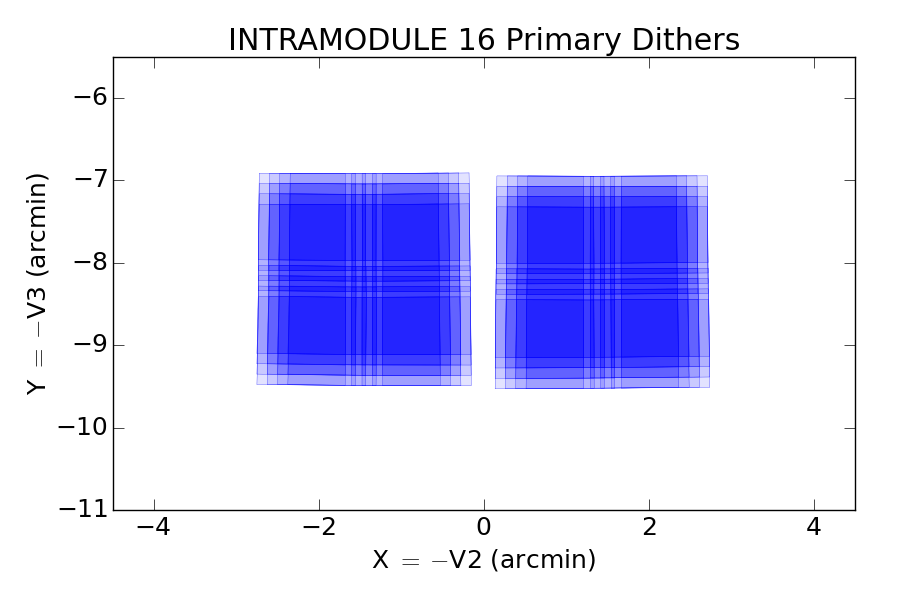 INTRAMODULE 16 Primary Dithers
−6
−7
−8
−9
−10
−11
Y = −V3 (arcmin)
−4 −2 0 2 4
X = −V2 (arcmin)